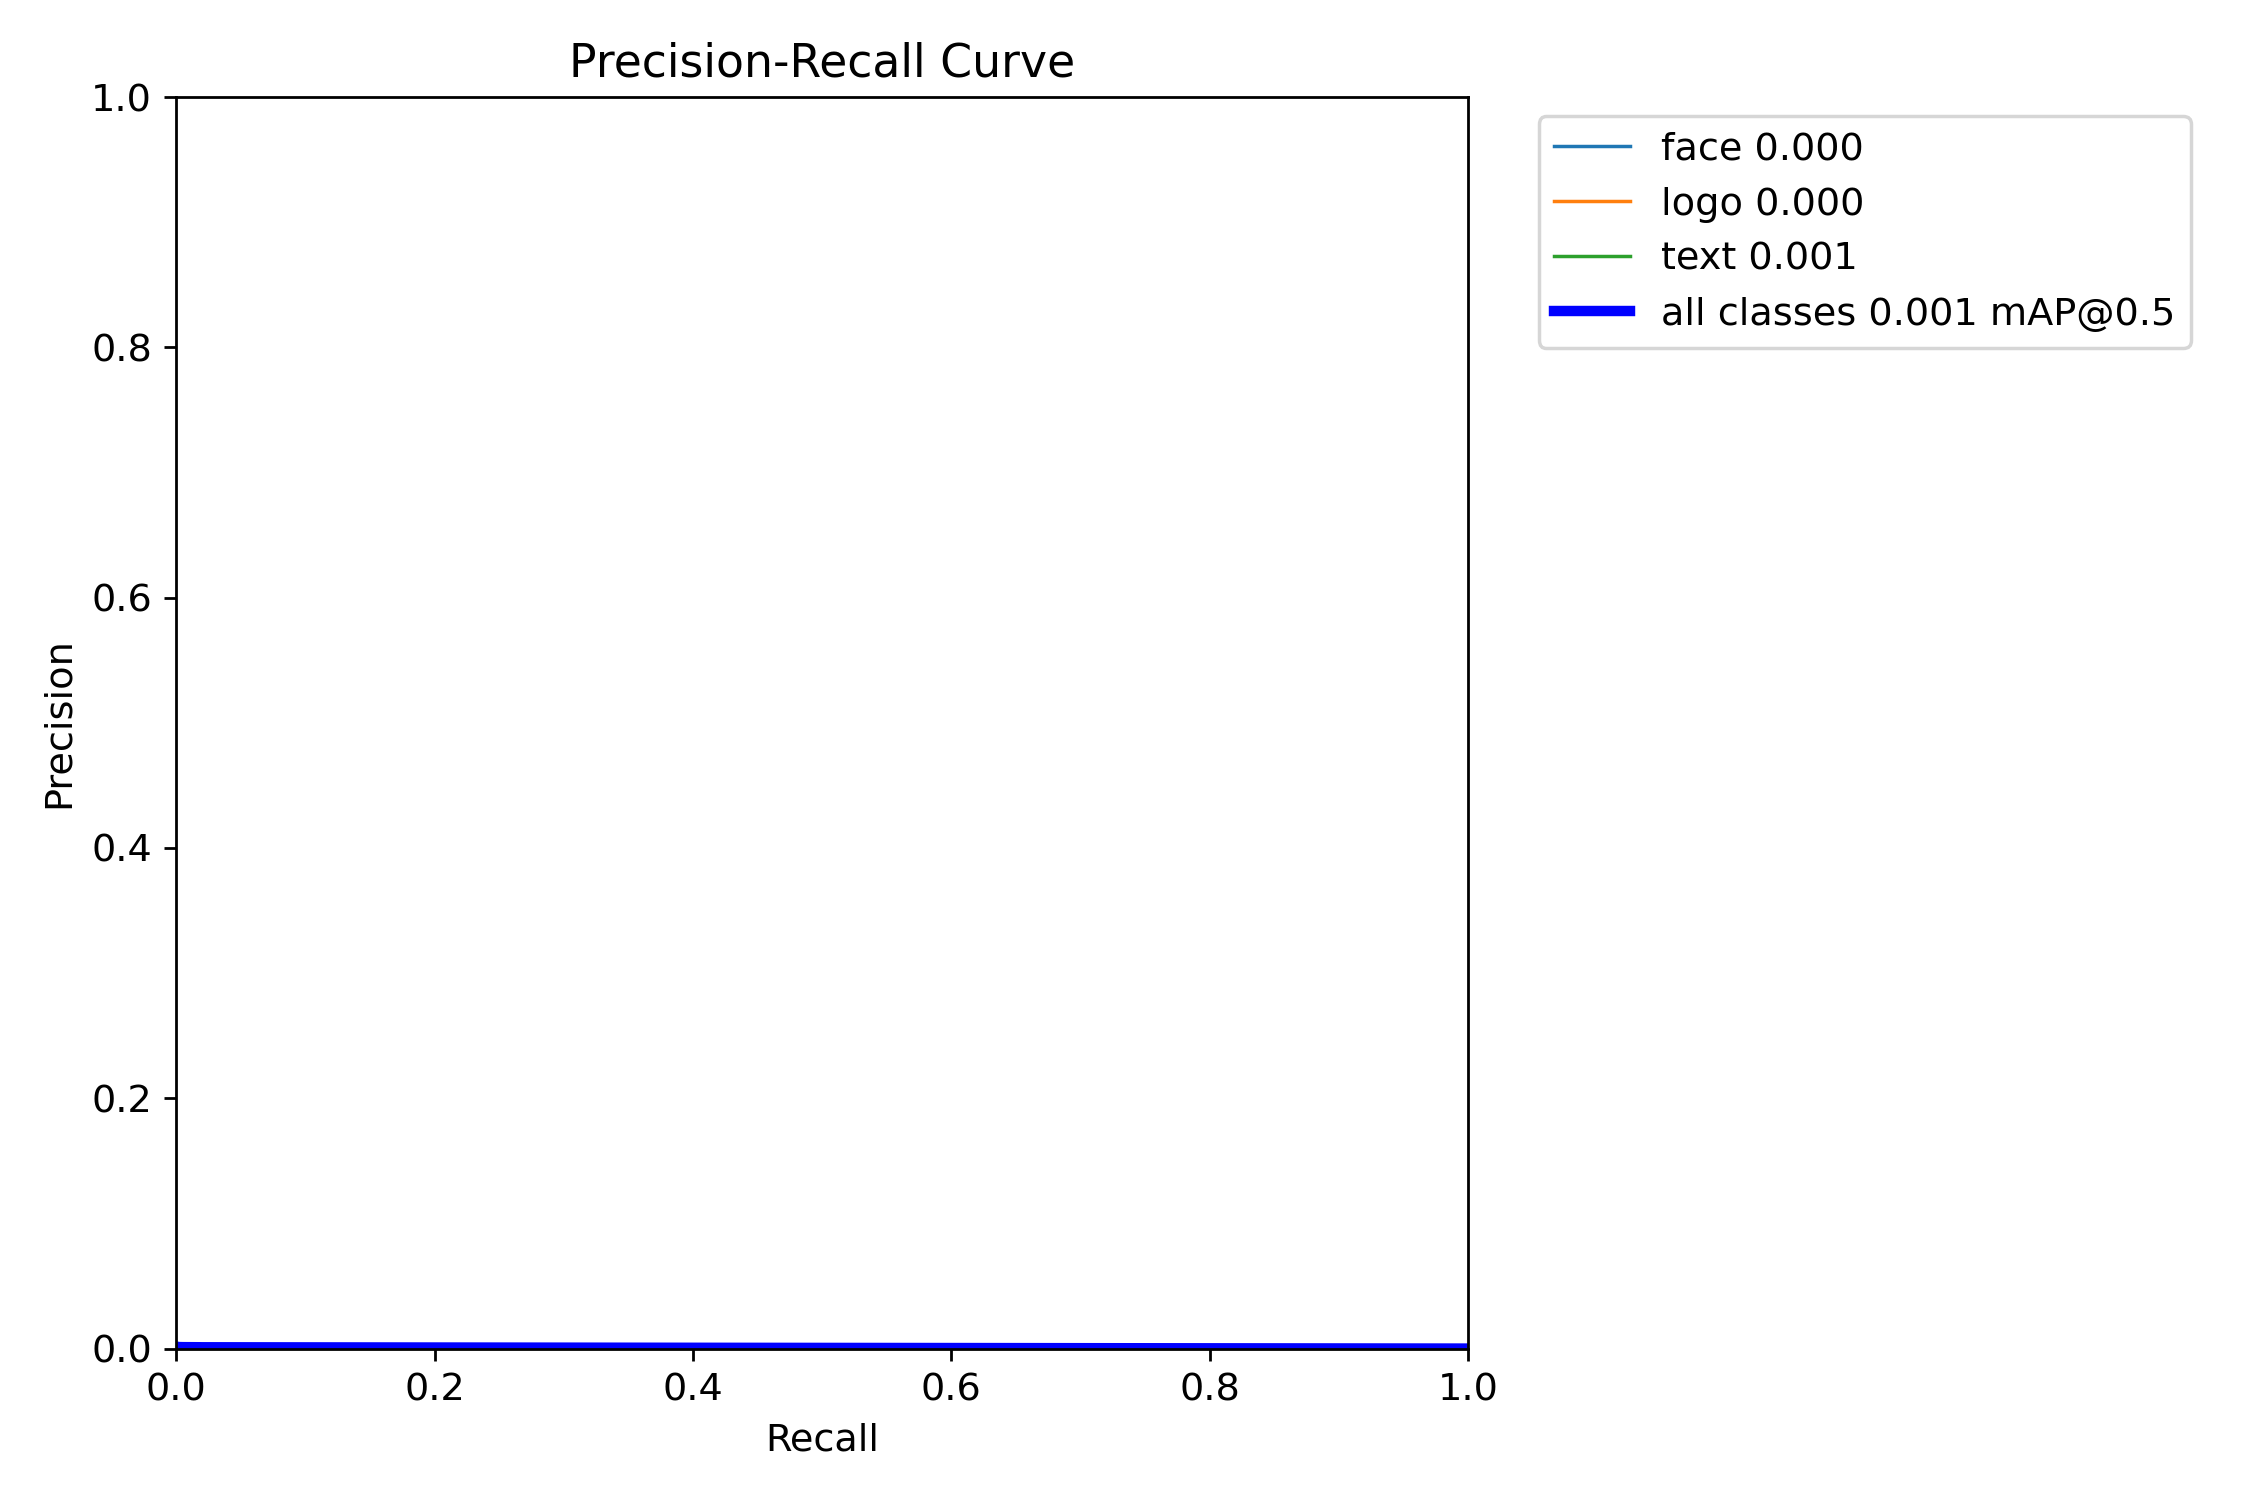 Precision-Recall Curve
1.0
0.8
0.6
0.4
0.2
0.0
Precision
0.0 0.2 0.4 0.6 0.8 1.0
Recall
face 0.000
logo 0.000
text 0.001
all classes 0.001 mAP@0.5